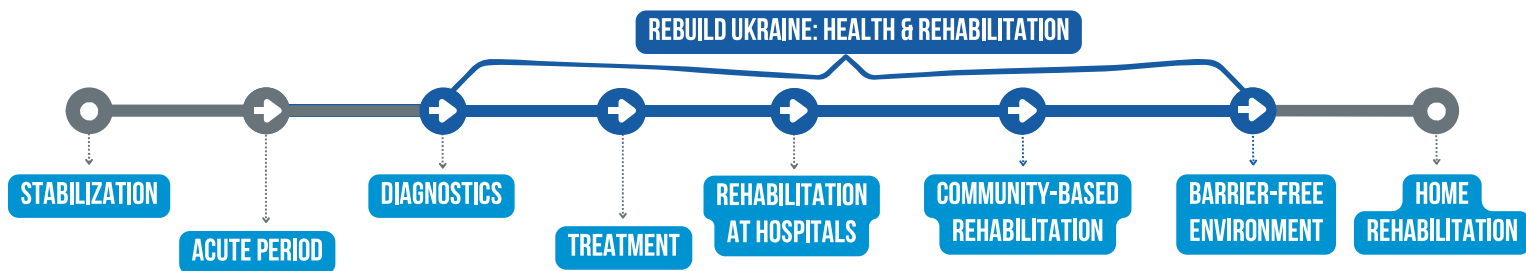 REBUILD UKRAINE: HEALTH & REHABILITATION
STABILIZATION
ACUTE PERIOD
DIAGNOSTICS
TREATMENT
REHABILITATION
AT HOSPITALS
COMMUNITY-BASED
REHABILITATION
BARRIER-FREE
ENVIRONMENT
HOME
REHABILITATION